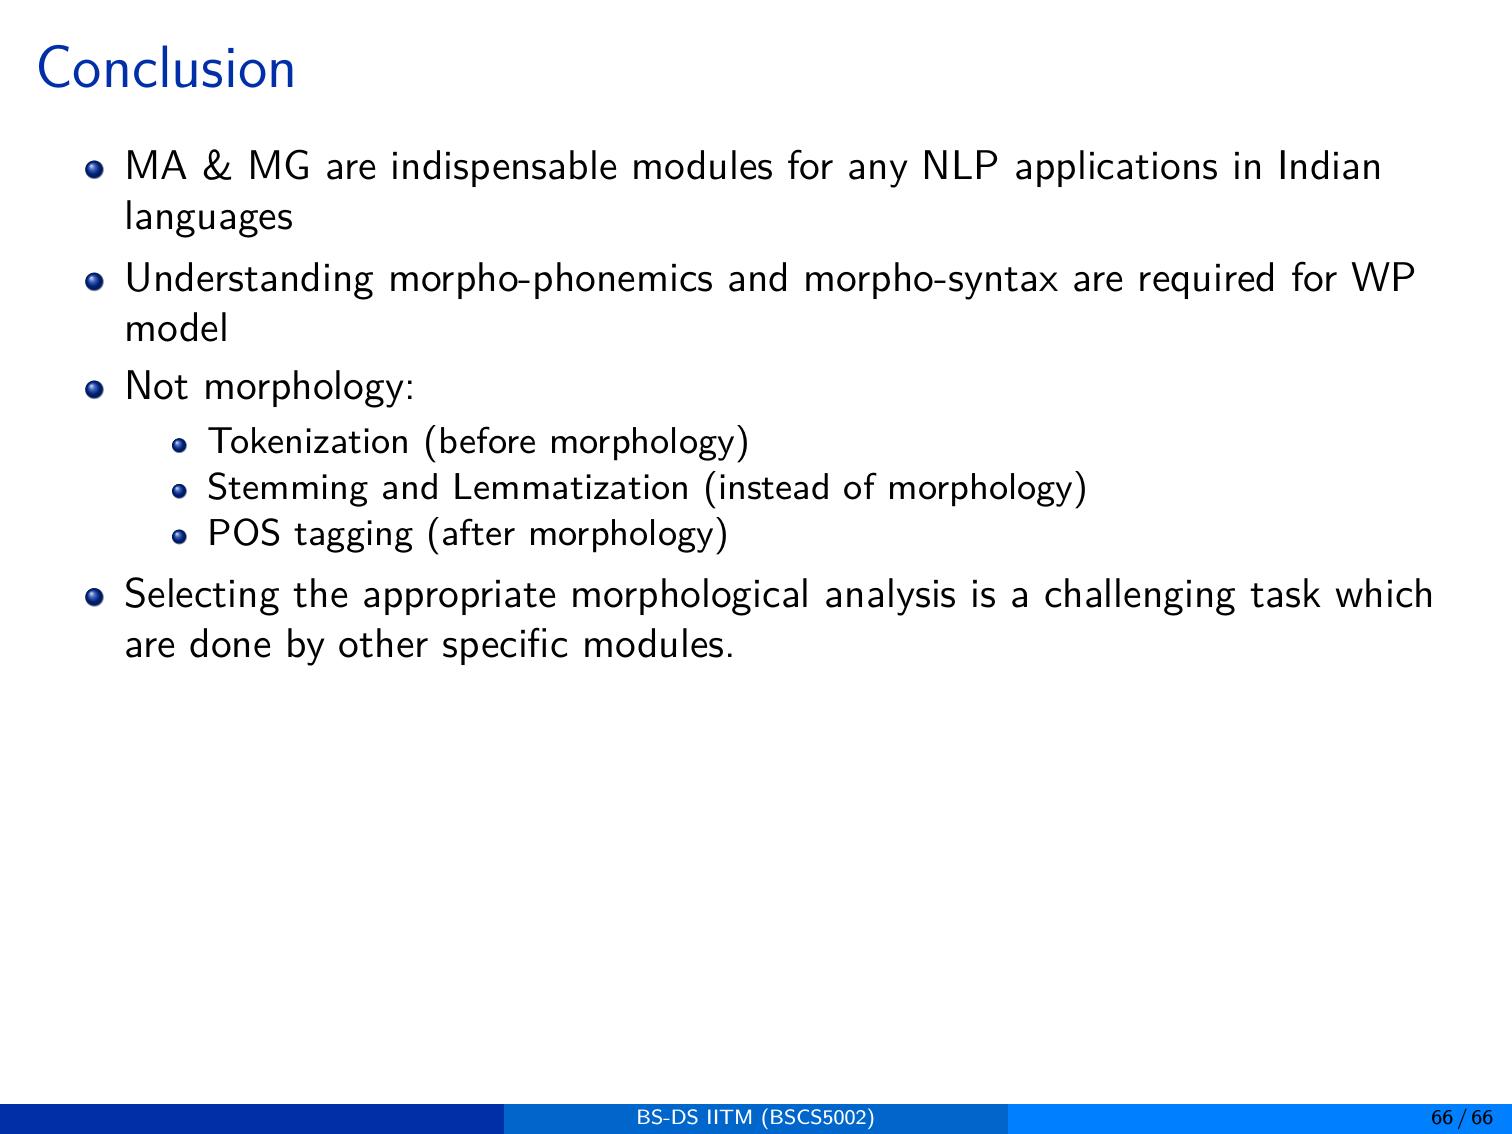 Conclusion
MA & MG are indispensable modules for any NLP applications in Indian
languages
Understanding morpho-phonemics and morpho-syntax are required for WP
model
Not morphology:
Tokenization (before morphology)
Stemming and Lemmatization (instead of morphology)
POS tagging (after morphology)
Selecting the appropriate morphological analysis is a challenging task which
are done by other specific modules.
BS-DS IITM (BSCS5002)
66 / 66